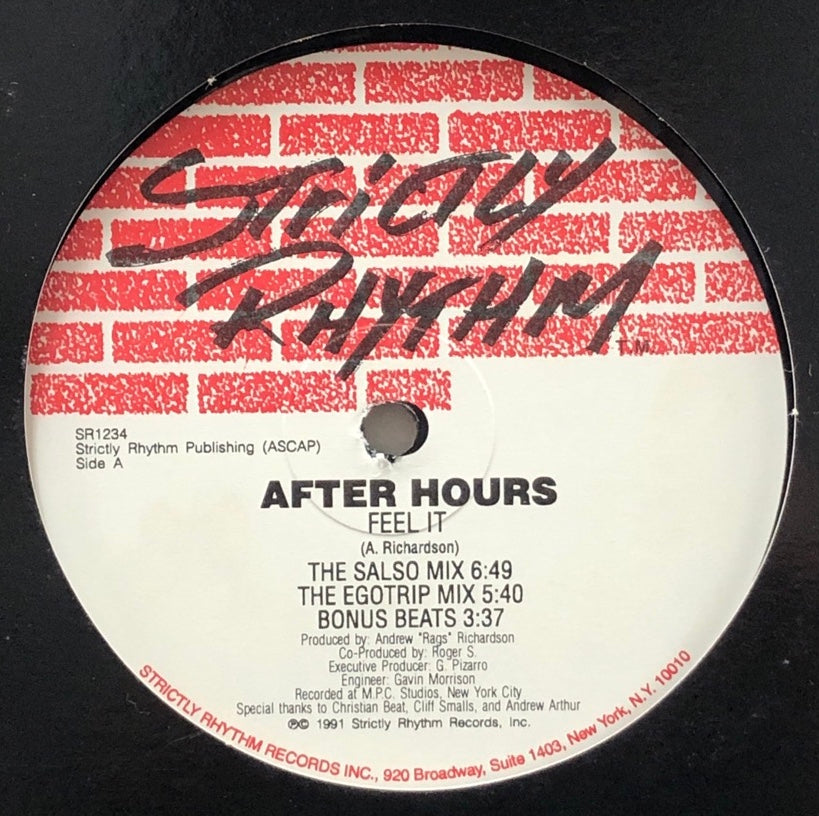 STRICTLY
RHYTHM
T.M.
SR1234
Strictly Rhythm Publishing (ASCAP)
Side A
AFTER HOURS
FEEL IT
(A. Richardson)
THE SALSO MIX 6:49
THE EGOTRIP MIX 5:40
BONUS BEATS 3:37
Produced by: Andrew "Rags" Richardson
Co-Produced by: Roger S.
Executive Producer: G. Pizarro
Engineer: Gavin Morrison
Recorded at M.P.C. Studios, New York City
Special thanks to Christian Beat, Cliff Smalls, and Andrew Arthur
℗© 1991 Strictly Rhythm Records, Inc.
STRICTLY RHYTHM RECORDS INC., 920 Broadway, Suite 1403, New York, N.Y. 10010